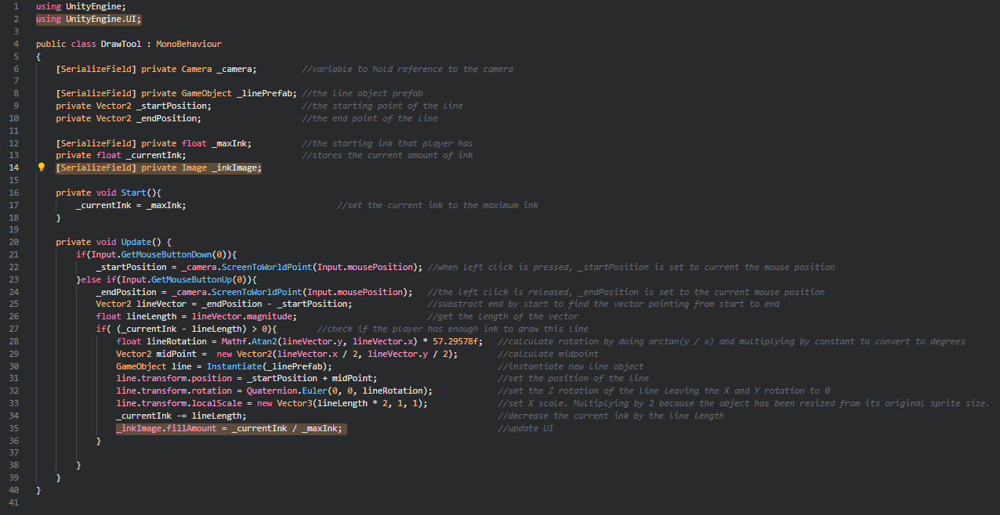 1 using UnityEngine;
2 using UnityEngine.UI;
3
4 public class DrawTool : MonoBehaviour
5 {
6     [SerializeField] private Camera _camera;         //variable to hold reference to the camera
7
8     [SerializeField] private GameObject _linePrefab; //the line object prefab
9     private Vector2 _startPosition;                  //the starting point of the line
10     private Vector2 _endPosition;                    //the end point of the line
11
12     [SerializeField] private float _maxInk;          //the starting ink that player has
13     private float _currentInk;                       //stores the current amount of ink
14     [SerializeField] private Image _inkImage;
15
16     private void Start(){
17         _currentInk = _maxInk;                              //set the current ink to the maximum ink
18     }
19
20     private void Update() {
21         if(Input.GetMouseButtonDown(0)){
22             _startPosition = _camera.ScreenToWorldPoint(Input.mousePosition); //when left click is pressed, _startPosition is set to current the mouse position
23         }else if(Input.GetMouseButtonUp(0)){
24             _endPosition = _camera.ScreenToWorldPoint(Input.mousePosition);   //the left click is released, _endPosition is set to the current mouse position
25             Vector2 lineVector = _endPosition - _startPosition;               //substract end by start to find the vector pointing from start to end
26             float lineLength = lineVector.magnitude;                          //get the length of the vector
27             if( (_currentInk - lineLength) > 0){        //check if the player has enough ink to draw this line
28                 float lineRotation = Mathf.Atan2(lineVector.y, lineVector.x) * 57.29578f;   //calculate rotation by doing arctan(y / x) and multiplying by constant to convert to degrees
29                 Vector2 midPoint =  new Vector2(lineVector.x / 2, lineVector.y / 2);        //calculate midpoint
30                 GameObject line = Instantiate(_linePrefab);                                 //instantiate new line object
31                 line.transform.position = _startPosition + midPoint;                        //set the position of the line
32                 line.transform.rotation = Quaternion.Euler(0, 0, lineRotation);             //set the Z rotation of the line leaving the X and Y rotation to 0
33                 line.transform.localScale = new Vector3(lineLength * 2, 1, 1);              //set X scale. Multiplying by 2 because the object has been resized from its original sprite size.
34                 _currentInk -= lineLength;                                                  //decrease the current ink by the line length
35                 _inkImage.fillAmount = _currentInk / _maxInk;                               //update UI
36             }
37
38         }
39     }
40 }
41